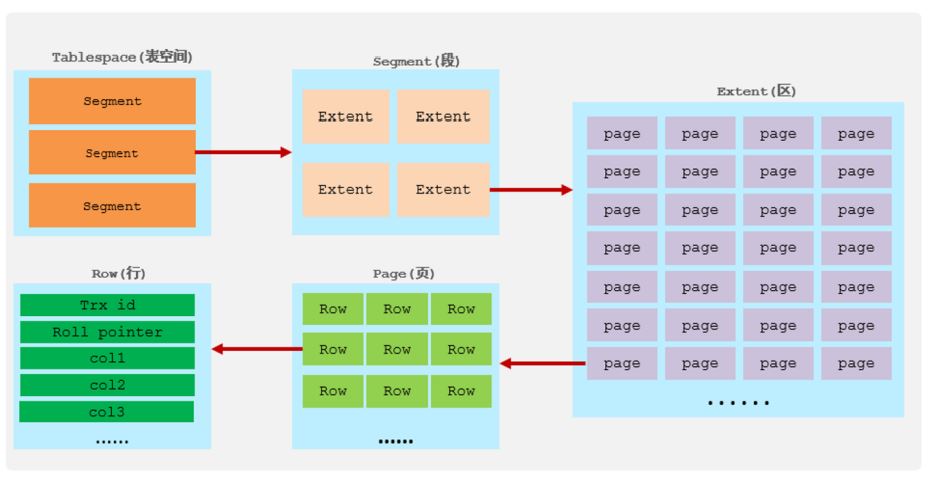 Tablespace(表空间)
Segment
Segment
Segment
Segment(段)
Extent Extent
Extent Extent
Extent(区)
page page page page
page page page page
page page page page
page page page page
page page page page
page page page page
page page page page
......
Page(页)
Row Row Row
Row Row Row
Row Row Row
......
Row(行)
Trx id
Roll pointer
col1
col2
col3
......